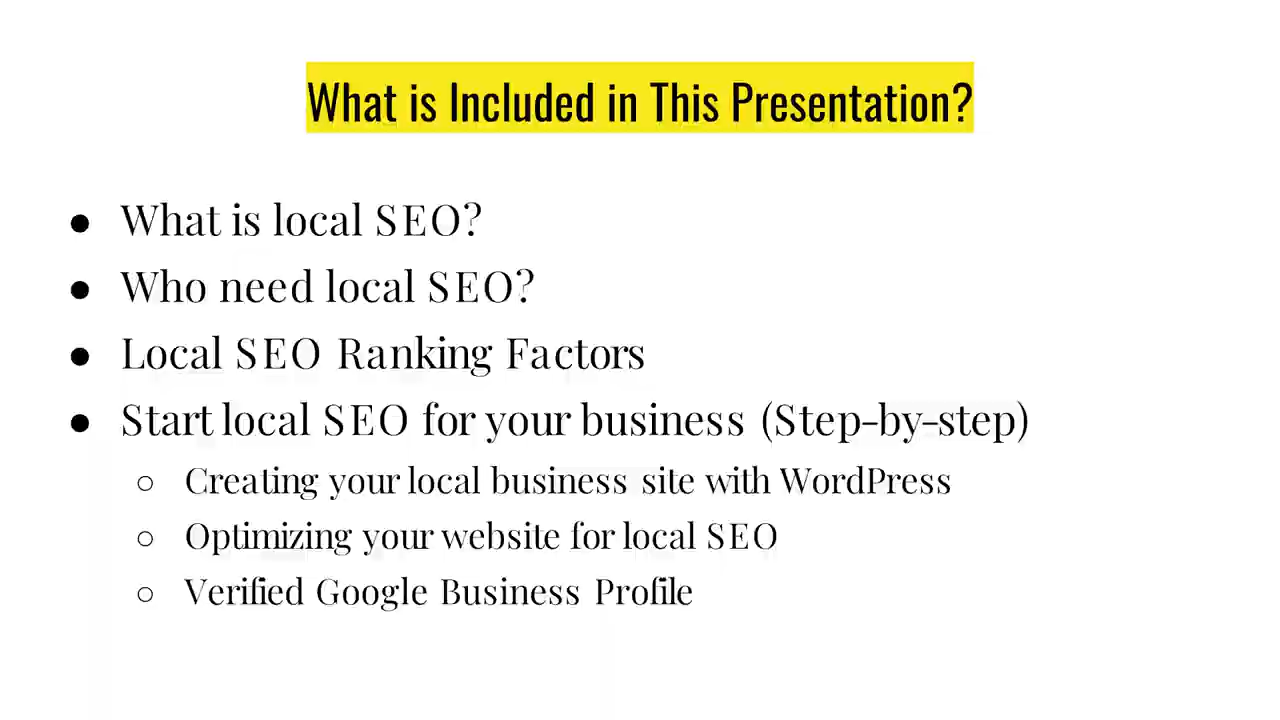 What is Included in This Presentation?
● What is local SEO?
● Who need local SEO?
● Local SEO Ranking Factors
● Start local SEO for your business (Step-by-step)
○ Creating your local business site with WordPress
○ Optimizing your website for local SEO
○ Verified Google Business Profile